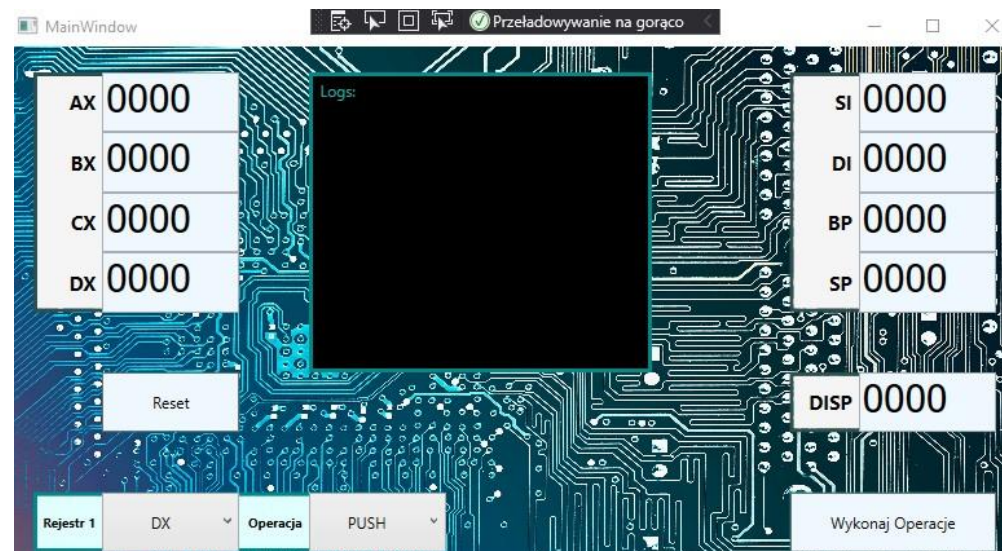 MainWindow
Przeładowywanie na gorąco
AX 0000
BX 0000
CX 0000
DX 0000
Logs:
SI 0000
DI 0000
BP 0000
SP 0000
Reset
DISP 0000
Rejestr 1 DX Operacja PUSH
Wykonaj Operacje